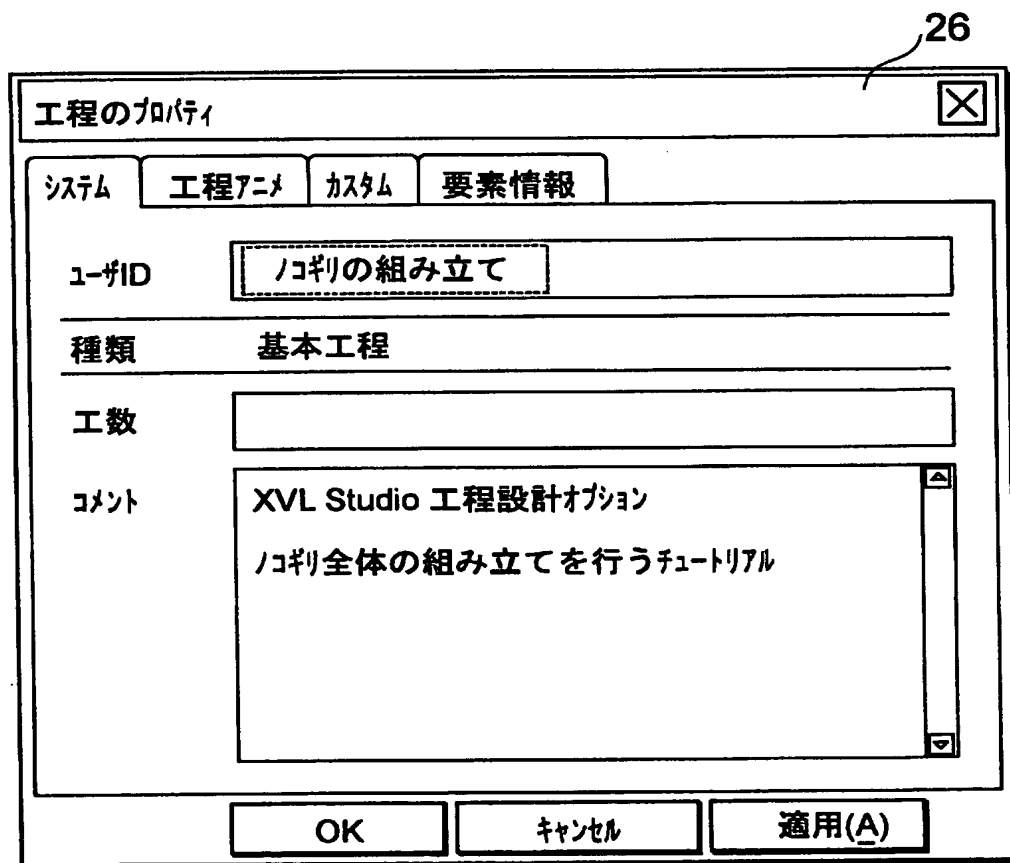 26
工程のﾌﾟﾛﾊﾟﾃｨ
ｼｽﾃﾑ 工程ｱﾆﾒ ｶｽﾀﾑ 要素情報
ﾕｰｻﾞID ﾉｺｷﾞﾘの組み立て
種類 基本工程
工数
ｺﾒﾝﾄ XVL Studio 工程設計ｵﾌﾟｼｮﾝ
ﾉｺｷﾞﾘ全体の組み立てを行うﾁｭｰﾄﾘｱﾙ
OK ｷｬﾝｾﾙ 適用(A)